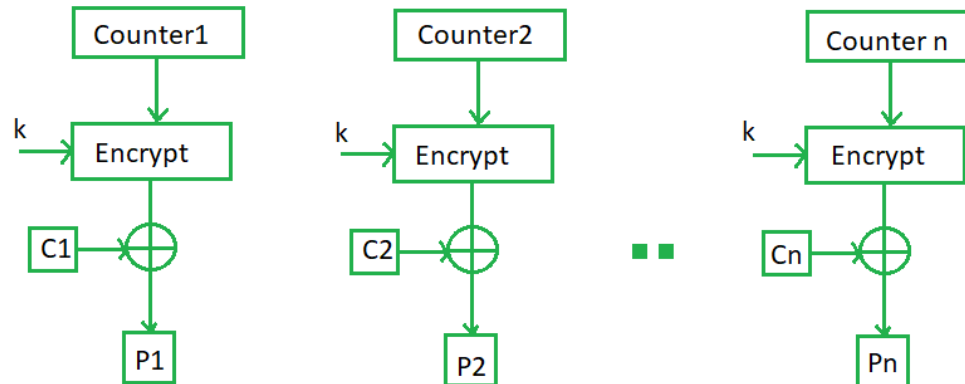 Counter1
Counter2
Counter n
k
Encrypt
k
Encrypt
k
Encrypt
C1
C2
Cn
P1
P2
Pn